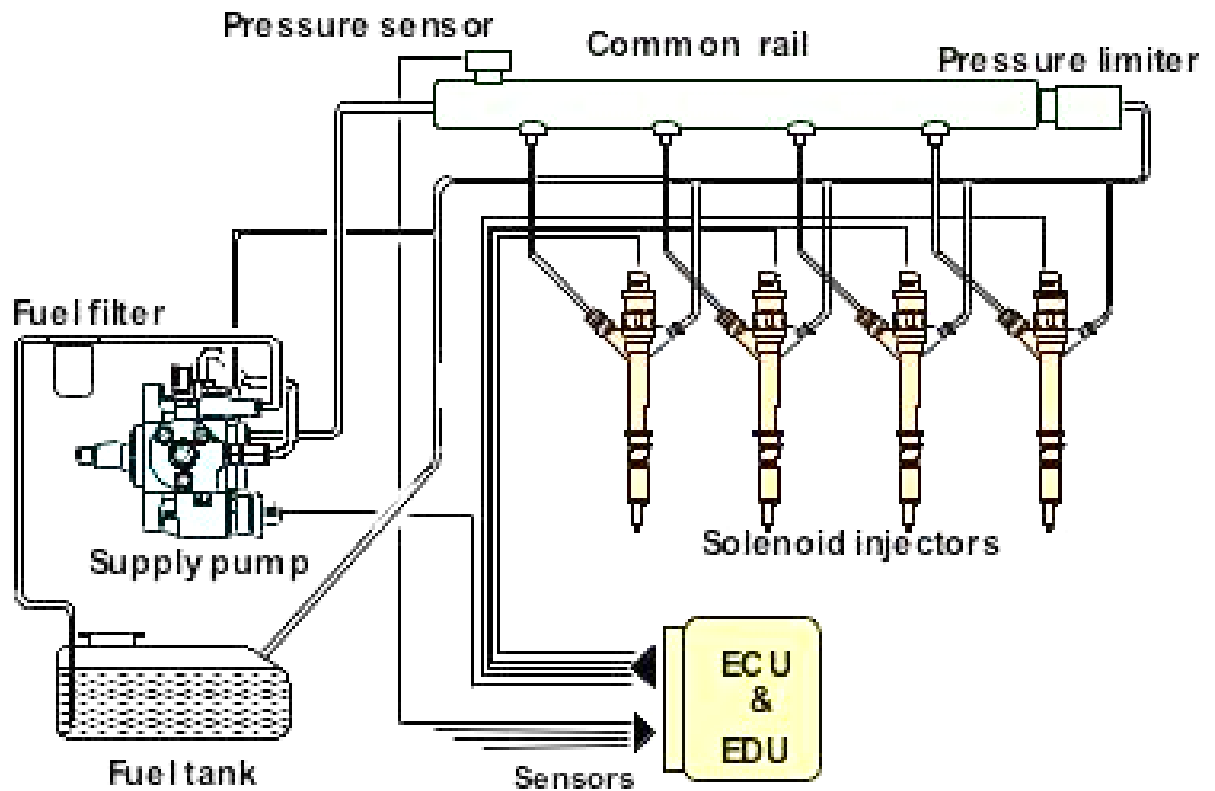 Pressure sensor
Common rail
Pressure limiter
Fuel filter
Supply pump
Solenoid injectors
ECU
&
EDU
Fuel tank
Sensors